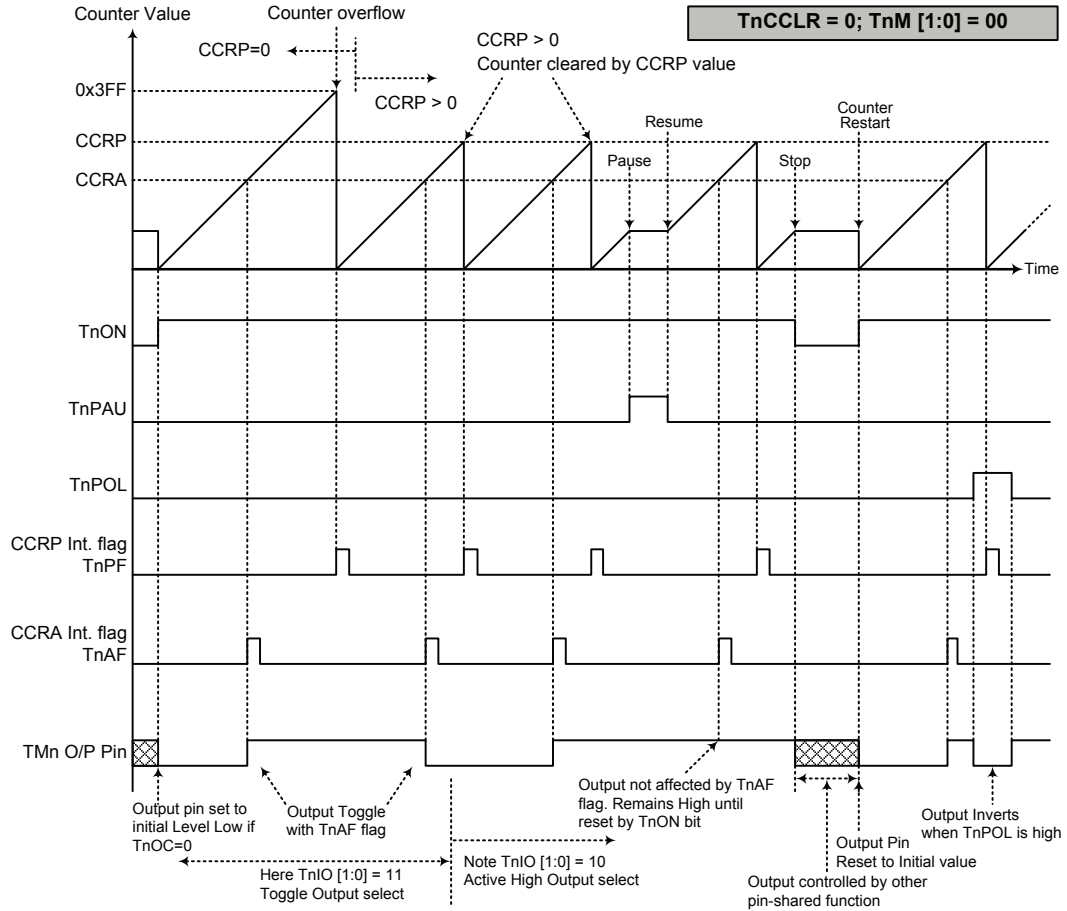 Counter Value
Counter overflow
TnCCLR = 0; TnM [1:0] = 00
CCRP=0
CCRP > 0
CCRP > 0
Counter cleared by CCRP value
0x3FF
CCRP
CCRA
Pause
Resume
Stop
Counter
Restart
Time
TnON
TnPAU
TnPOL
CCRP Int. flag
TnPF
CCRA Int. flag
TnAF
TMn O/P Pin
Output pin set to
initial Level Low if
TnOC=0
Output Toggle
with TnAF flag
Output not affected by TnAF
flag. Remains High until
reset by TnON bit
Output Inverts
when TnPOL is high
Output Pin
Reset to Initial value
Here TnIO [1:0] = 11
Toggle Output select
Note TnIO [1:0] = 10
Active High Output select
Output controlled by other
pin-shared function